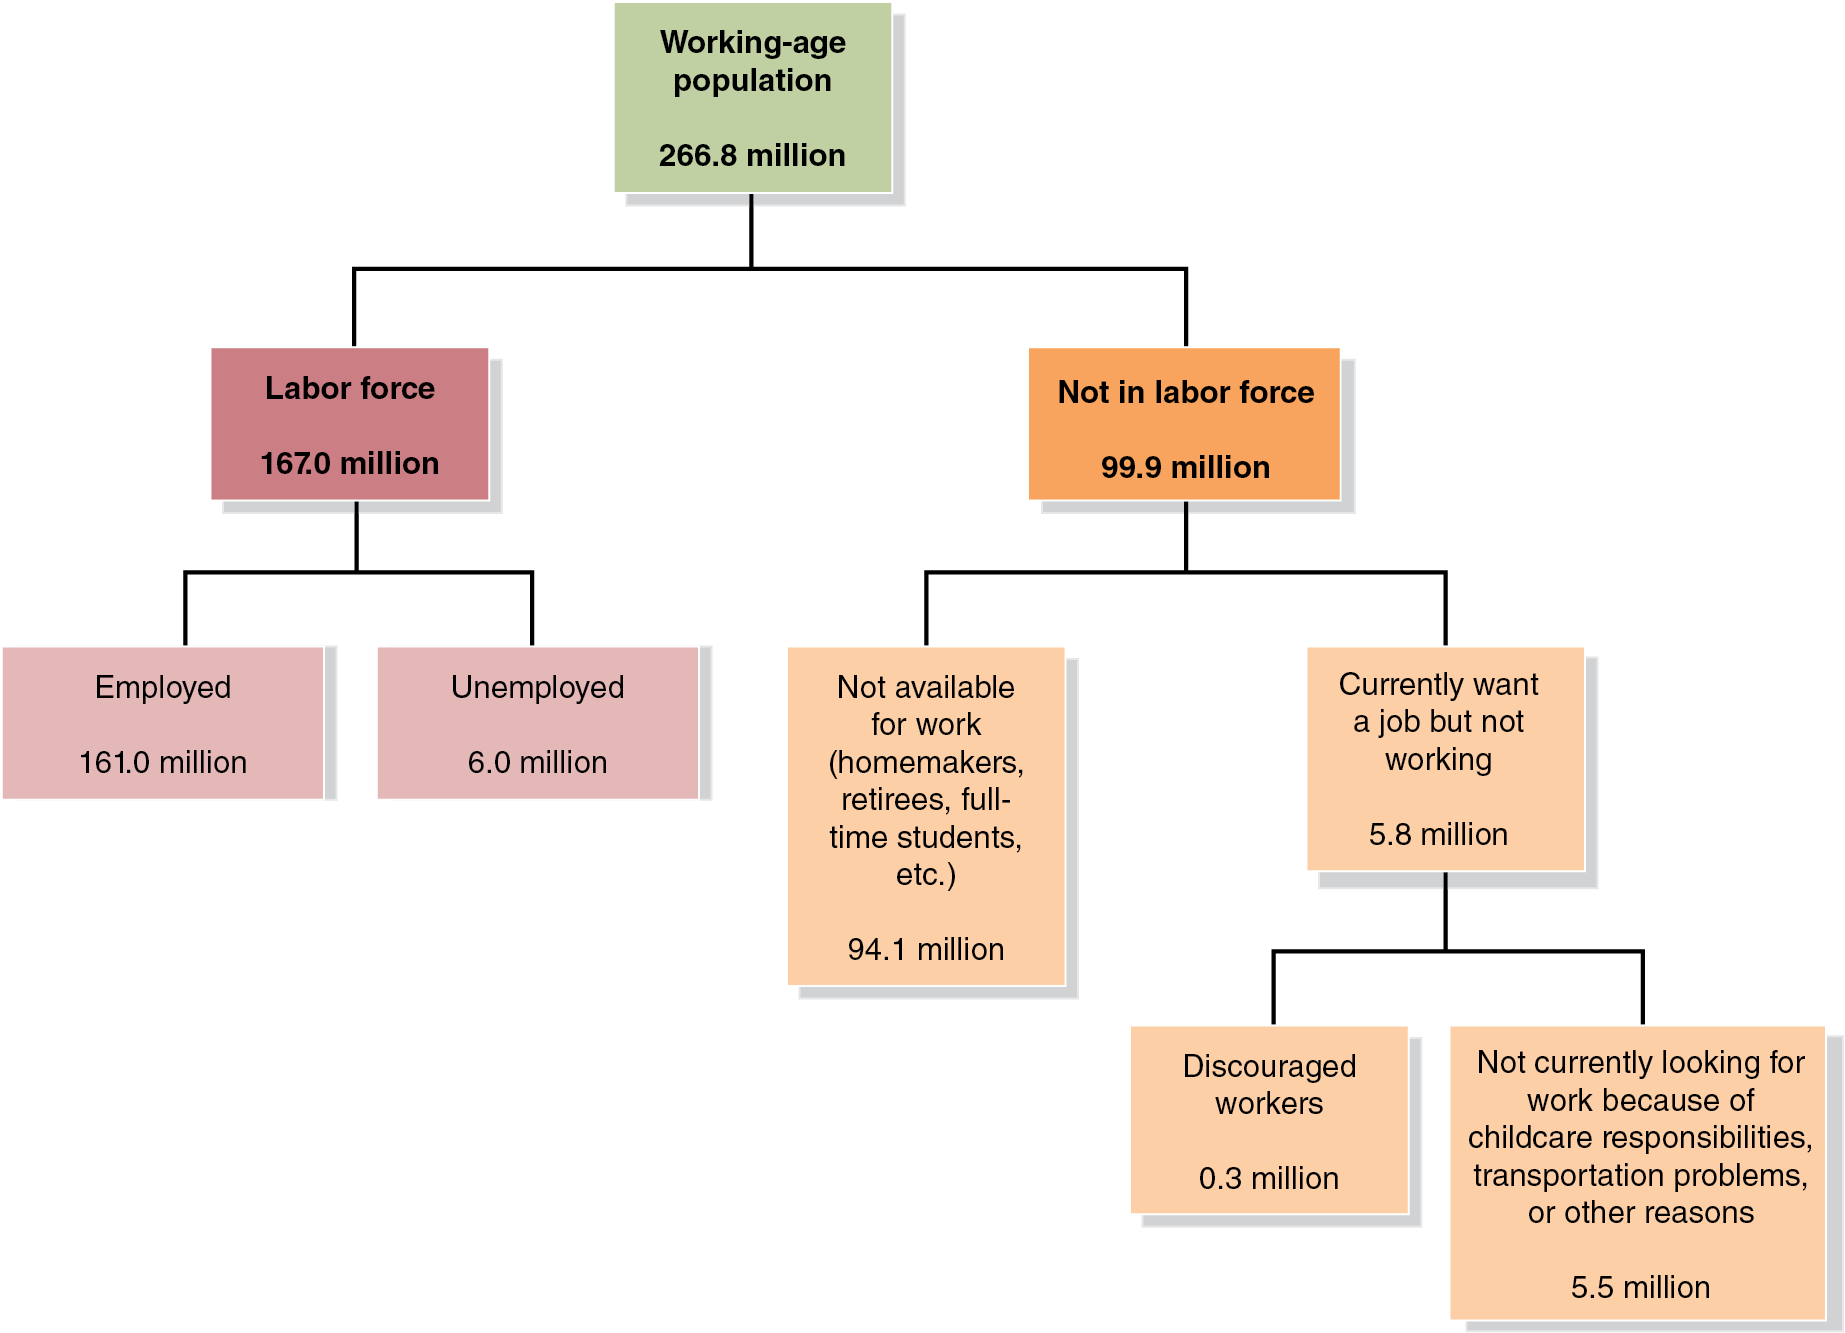 Working-age
population
266.8 million
Labor force
167.0 million
Not in labor force
99.9 million
Employed
161.0 million
Unemployed
6.0 million
Not available
for work
(homemakers,
retirees, full-
time students,
etc.)
94.1 million
Currently want
a job but not
working
5.8 million
Discouraged
workers
0.3 million
Not currently looking for
work because of
childcare responsibilities,
transportation problems,
or other reasons
5.5 million